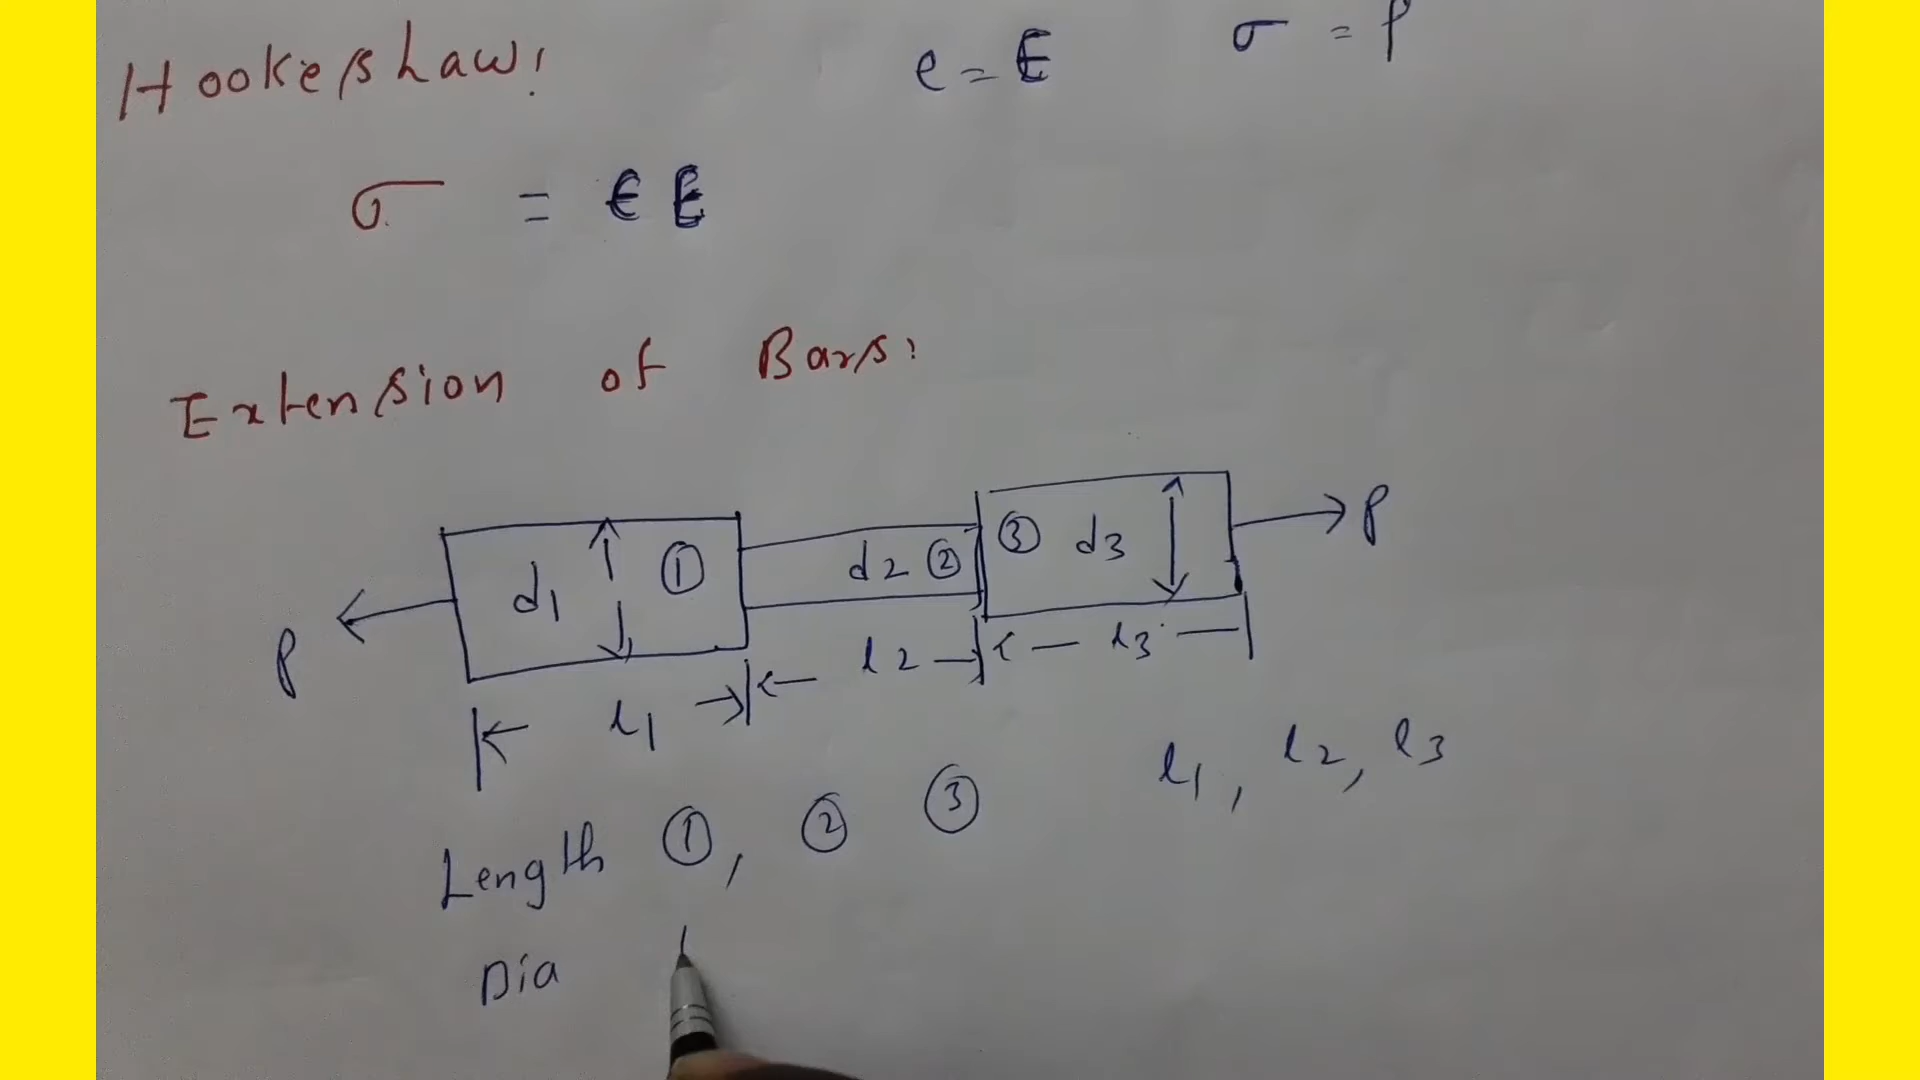 Hooke's Law:
e = E
σ = P
σ = ϵ E
Extension of Bars:
P d1 ① d2 ② ③ d3 P
l1 l2 l3
l1, l2, l3
Length ①, ② ③
Dia